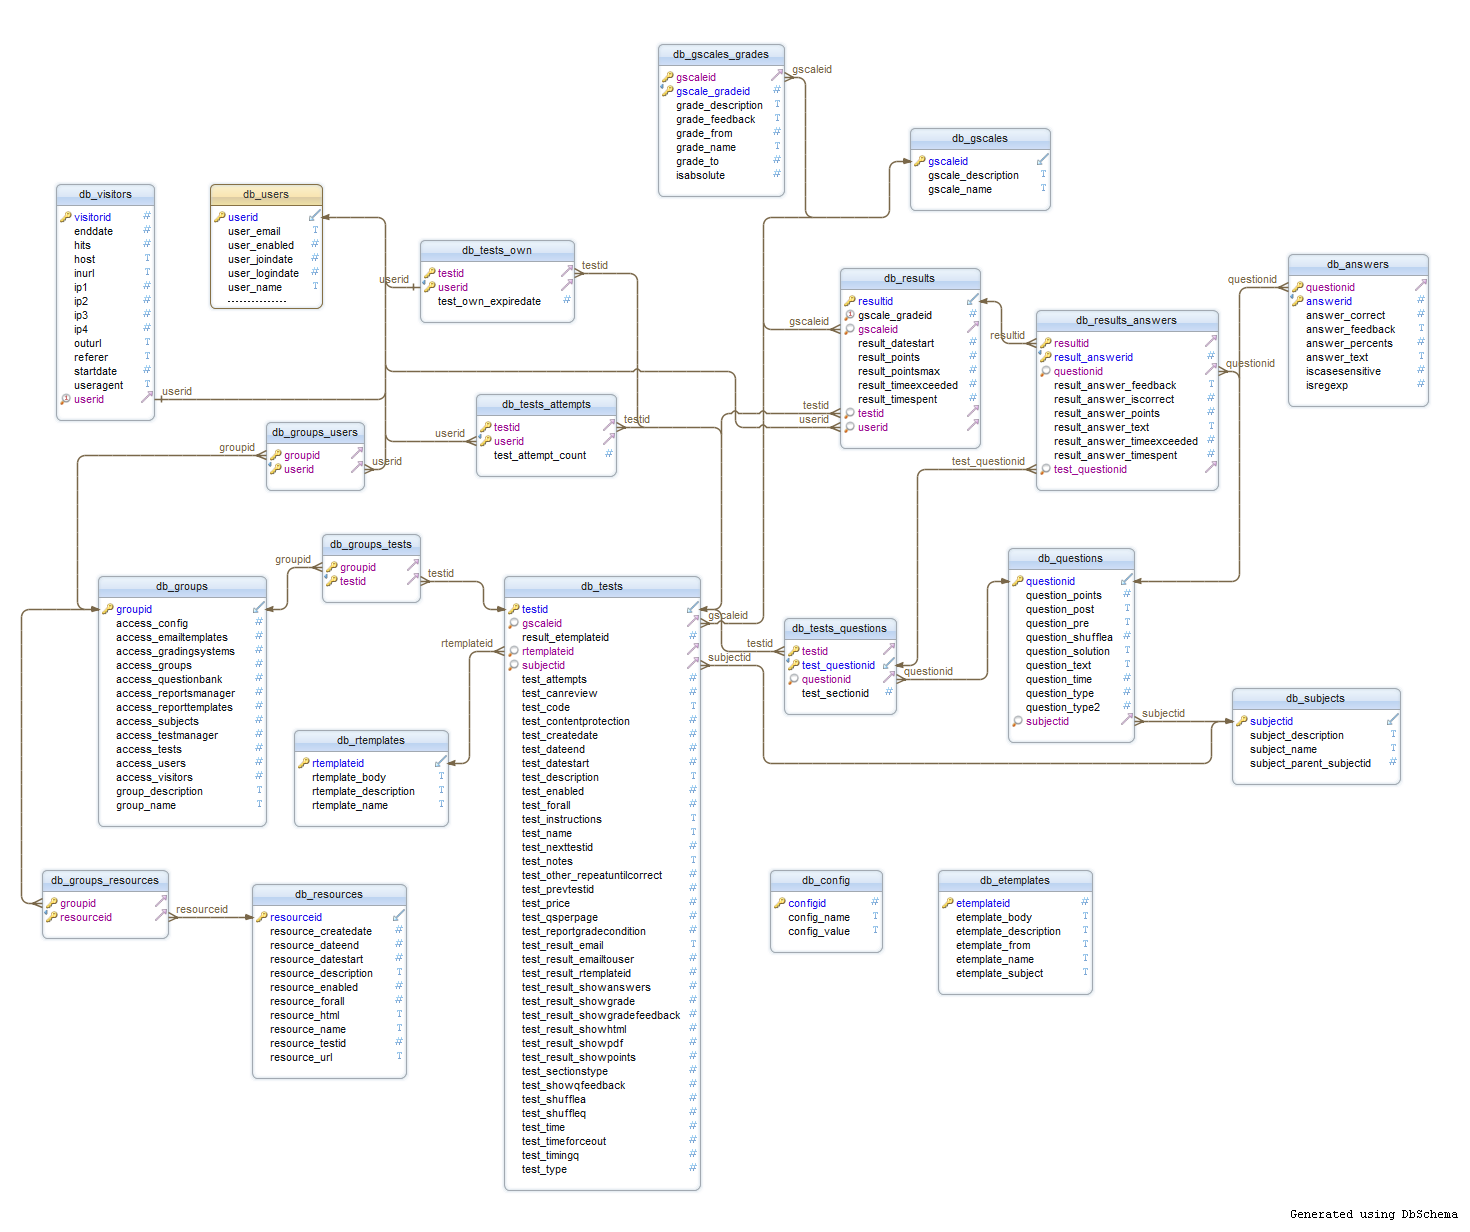 db_gscales_grades
gscaleid
gscale_gradeid #
grade_description T
grade_feedback T
grade_from #
grade_name T
grade_to #
isabsolute #
gscaleid
db_gscales
gscaleid
gscale_description T
gscale_name T
db_visitors
visitorid #
enddate #
hits #
host T
inurl T
ip1 #
ip2 #
ip3 #
ip4 #
outurl T
referer T
startdate #
useragent T
userid
userid
db_users
userid
user_email T
user_enabled #
user_joindate #
user_logindate #
user_name T
---------------
db_tests_own
testid
userid
test_own_expiredate #
userid
testid
db_results
resultid
gscale_gradeid #
gscaleid
result_datestart #
result_points #
result_pointsmax #
result_timeexceeded #
result_timespent #
testid
userid
gscaleid
testid
userid
resultid
db_answers
questionid
answerid #
answer_correct #
answer_feedback T
answer_percents #
answer_text T
iscasesensitive #
isregexp #
questionid
db_results_answers
resultid
result_answerid #
questionid
result_answer_feedback T
result_answer_iscorrect #
result_answer_points #
result_answer_text T
result_answer_timeexceeded #
result_answer_timespent #
test_questionid
questionid
test_questionid
db_tests_attempts
testid
userid
test_attempt_count #
userid
testid
db_groups_users
groupid
userid
groupid
userid
db_groups_tests
groupid
testid
groupid
testid
db_groups
groupid
access_config #
access_emailtemplates #
access_gradingsystems #
access_groups #
access_questionbank #
access_reportsmanager #
access_reporttemplates #
access_subjects #
access_testmanager #
access_tests #
access_users #
access_visitors #
group_description T
group_name T
db_tests
testid
gscaleid
result_etemplateid #
rtemplateid
subjectid
test_attempts #
test_canreview #
test_code T
test_contentprotection #
test_createdate #
test_dateend #
test_datestart #
test_description T
test_enabled #
test_forall #
test_instructions T
test_name T
test_nexttestid #
test_notes T
test_other_repeatuntilcorrect #
test_prevtestid #
test_price #
test_qsperpage #
test_reportgradecondition #
test_result_email T
test_result_emailtouser #
test_result_rtemplateid #
test_result_showanswers #
test_result_showgrade #
test_result_showgradefeedback #
test_result_showhtml #
test_result_showpdf #
test_result_showpoints #
test_sectionstype #
test_showqfeedback #
test_shufflea #
test_shuffleq #
test_time #
test_timeforceout #
test_timingq #
test_type #
gscaleid
rtemplateid
subjectid
db_tests_questions
testid
test_questionid
questionid
test_sectionid #
testid
questionid
db_questions
questionid
question_points #
question_post T
question_pre T
question_shufflea #
question_solution T
question_text T
question_time #
question_type #
question_type2 #
subjectid
subjectid
db_subjects
subjectid
subject_description T
subject_name T
subject_parent_subjectid #
db_rtemplates
rtemplateid
rtemplate_body T
rtemplate_description T
rtemplate_name T
db_groups_resources
groupid
resourceid
resourceid
db_resources
resourceid
resource_createdate #
resource_dateend #
resource_datestart #
resource_description T
resource_enabled #
resource_forall #
resource_html T
resource_name T
resource_testid #
resource_url T
db_config
configid #
config_name T
config_value T
db_etemplates
etemplateid #
etemplate_body T
etemplate_description T
etemplate_from T
etemplate_name T
etemplate_subject T
Generated using DbSchema